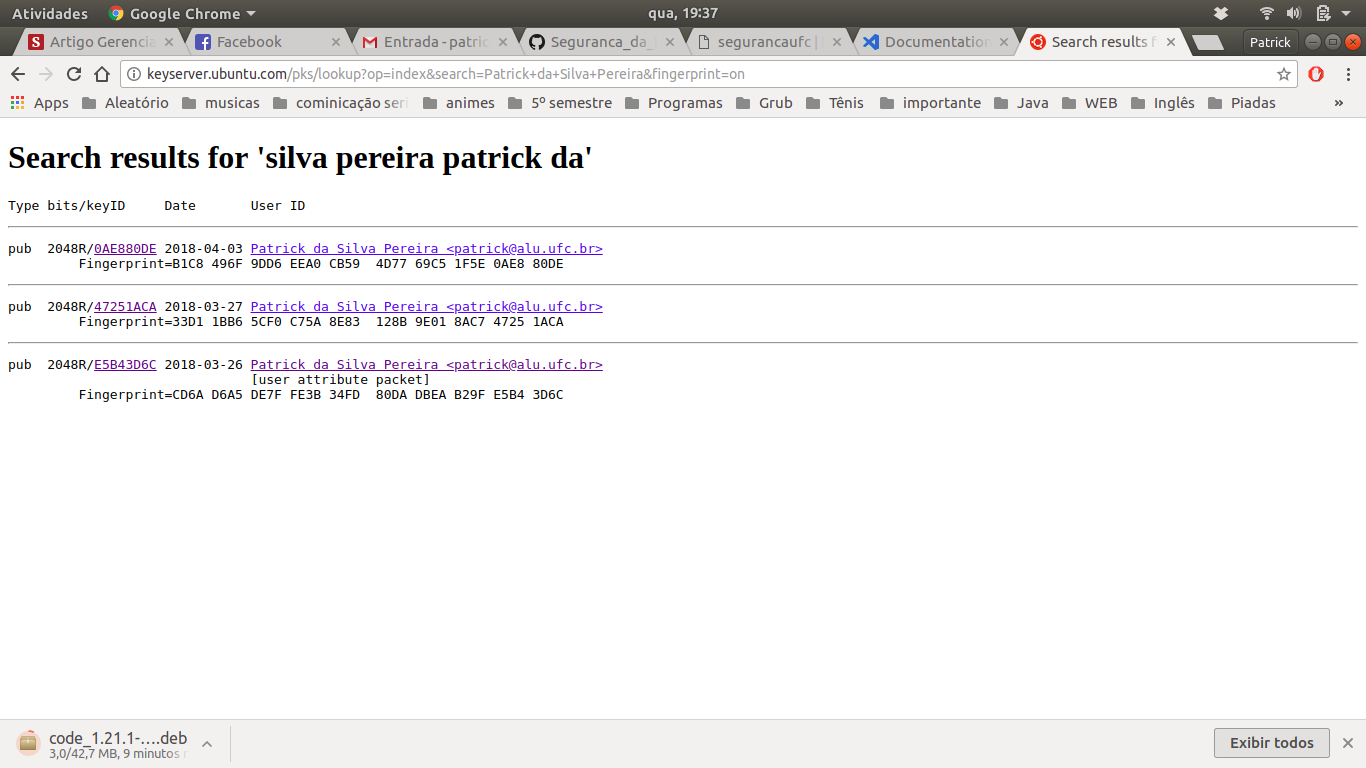 Atividades Google Chrome qua, 19:37
Artigo Gerencia Facebook Entrada - patric Seguranca_da_ segurancaufc | Documentation Search results f Patrick
keyserver.ubuntu.com/pks/lookup?op=index&search=Patrick+da+Silva+Pereira&fingerprint=on
Apps Aleatório musicas cominicação seri animes 5º semestre Programas Grub Tênis importante Java WEB Inglês Piadas »
Search results for 'silva pereira patrick da'
Type bits/keyID Date User ID
pub 2048R/0AE880DE 2018-04-03 Patrick da Silva Pereira <patrick@alu.ufc.br>
Fingerprint=B1C8 496F 9DD6 EEA0 CB59 4D77 69C5 1F5E 0AE8 80DE
pub 2048R/47251ACA 2018-03-27 Patrick da Silva Pereira <patrick@alu.ufc.br>
Fingerprint=33D1 1BB6 5CF0 C75A 8E83 128B 9E01 8AC7 4725 1ACA
pub 2048R/E5B43D6C 2018-03-26 Patrick da Silva Pereira <patrick@alu.ufc.br>
[user attribute packet]
Fingerprint=CD6A D6A5 DE7F FE3B 34FD 80DA DBEA B29F E5B4 3D6C
code_1.21.1-....deb
3,0/42,7 MB, 9 minutos
Exibir todos